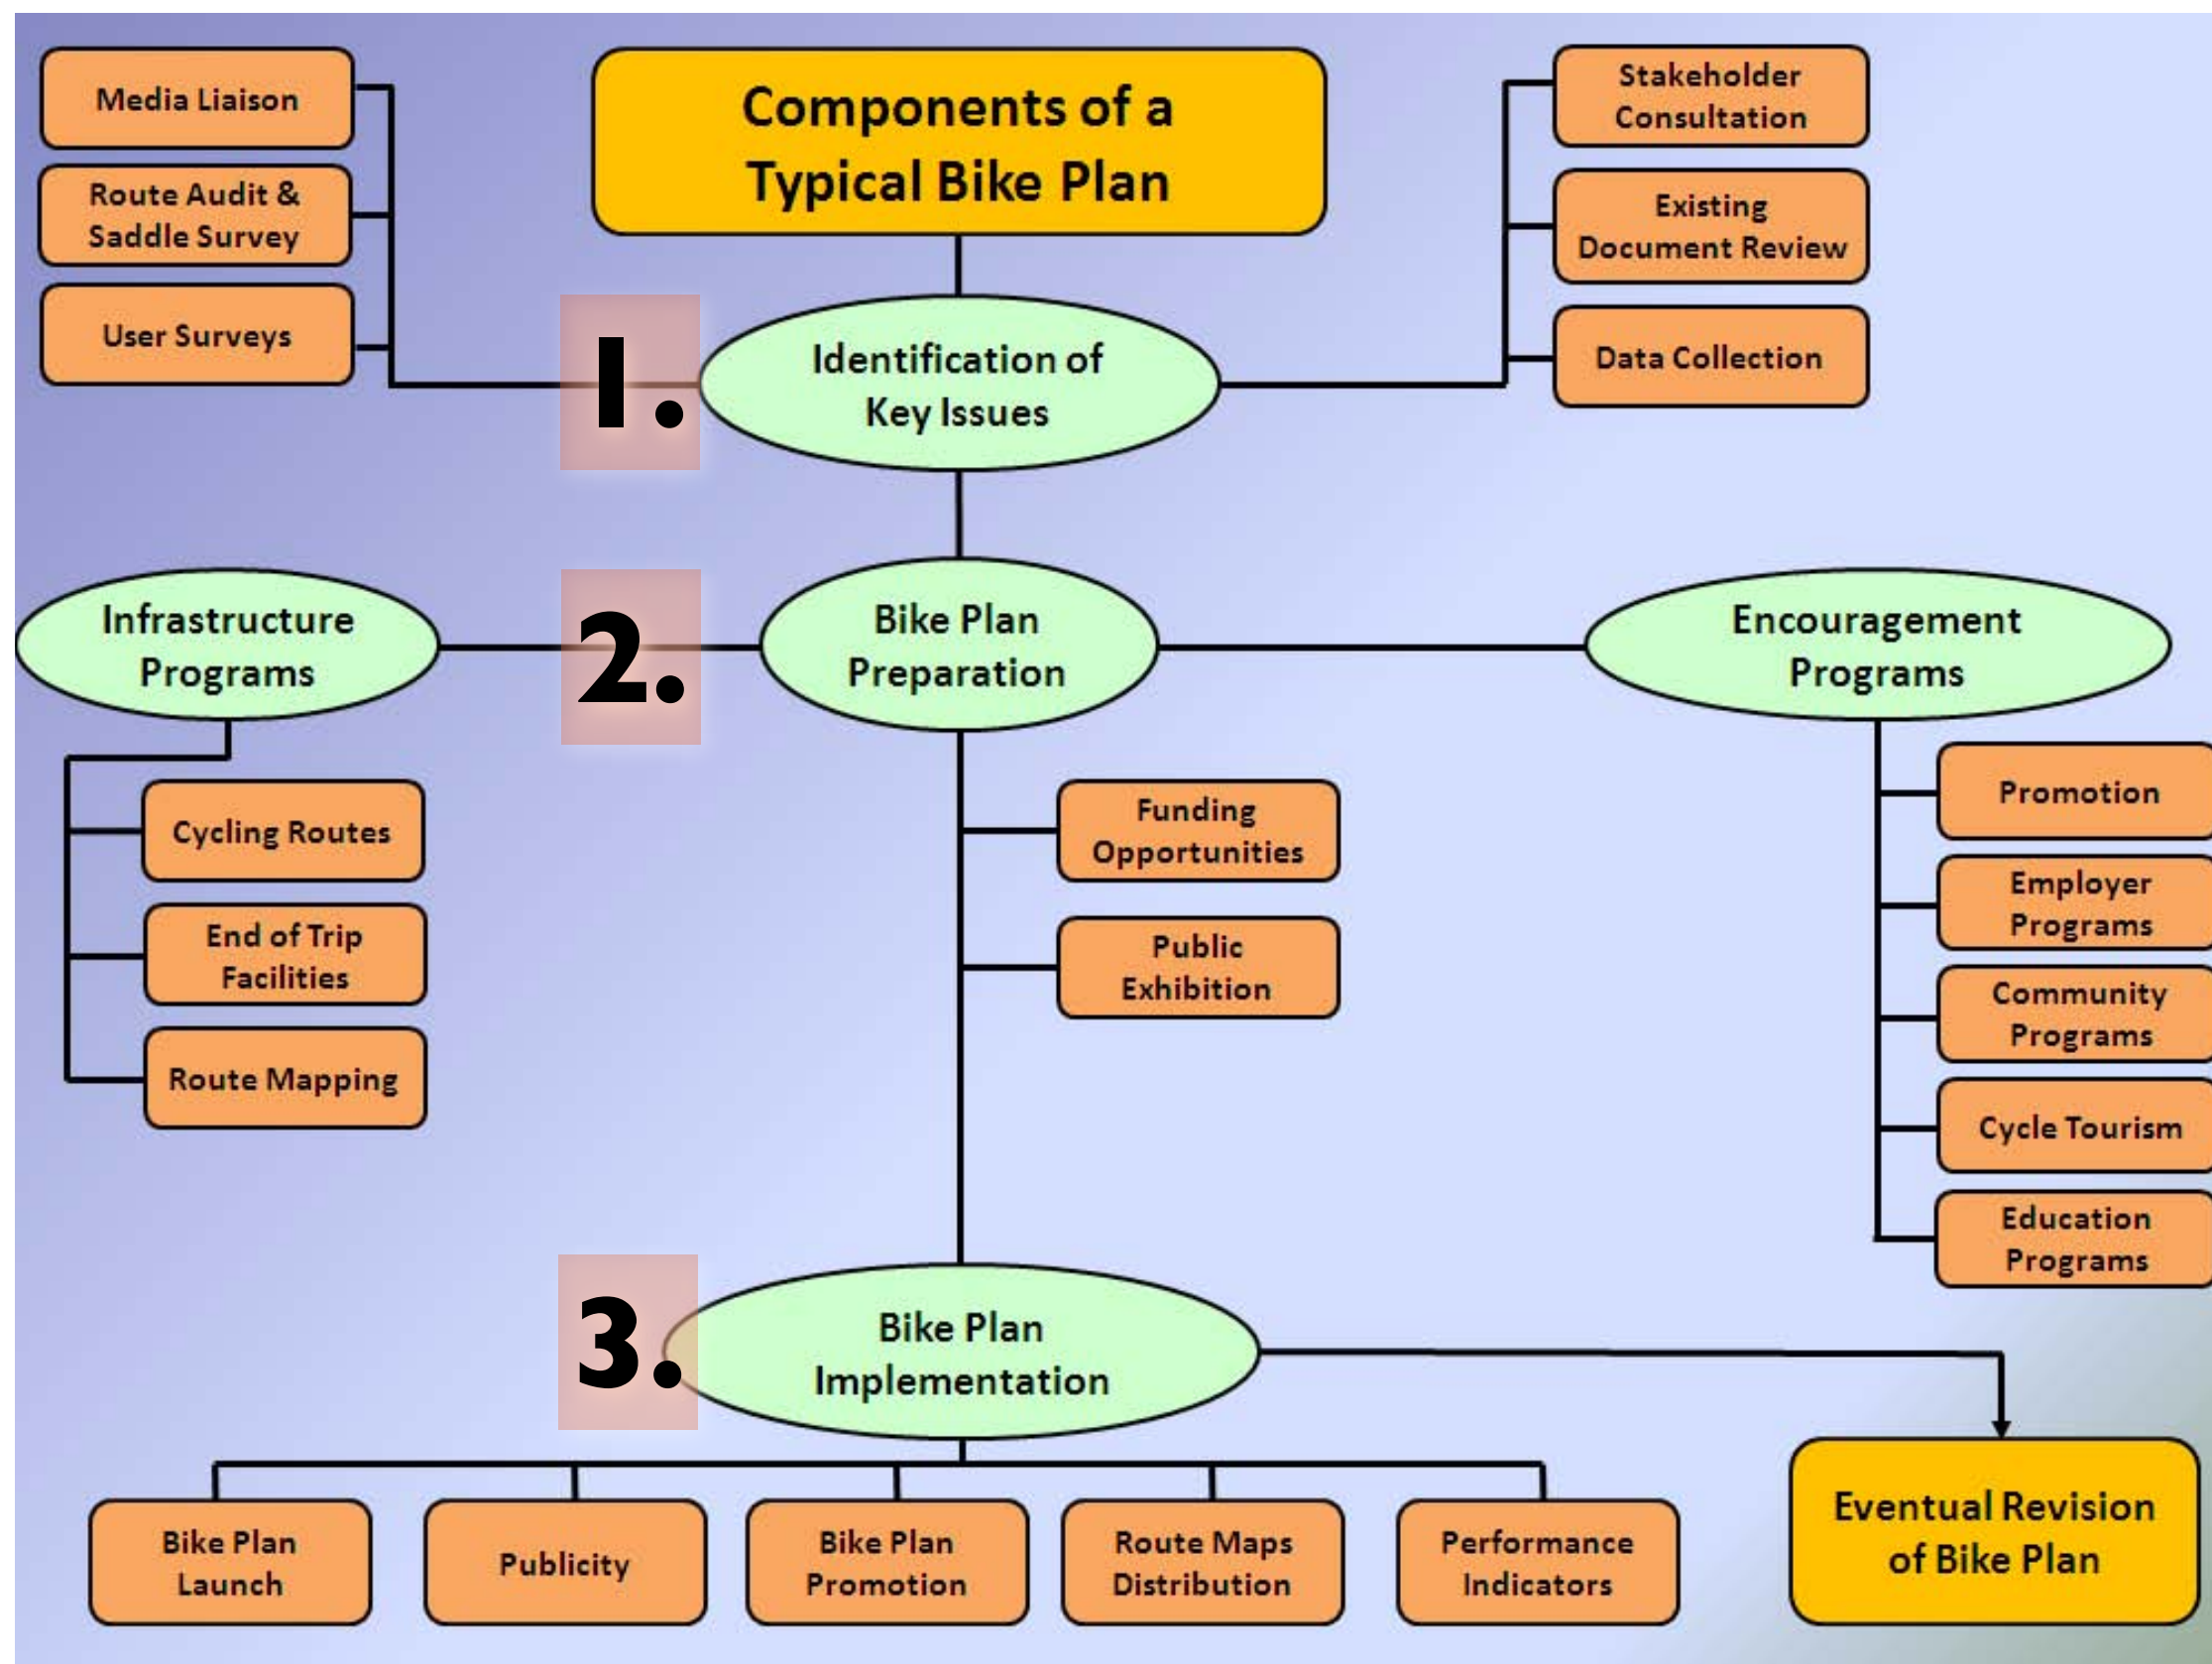 Components of a
Typical Bike Plan
Media Liaison
Route Audit &
Saddle Survey
User Surveys
Stakeholder
Consultation
Existing
Document Review
Data Collection
1.
Identification of
Key Issues
Infrastructure
Programs
2.
Bike Plan
Preparation
Encouragement
Programs
Cycling Routes
End of Trip
Facilities
Route Mapping
Funding
Opportunities
Public
Exhibition
Promotion
Employer
Programs
Community
Programs
Cycle Tourism
Education
Programs
3.
Bike Plan
Implementation
Bike Plan
Launch
Publicity
Bike Plan
Promotion
Route Maps
Distribution
Performance
Indicators
Eventual Revision
of Bike Plan